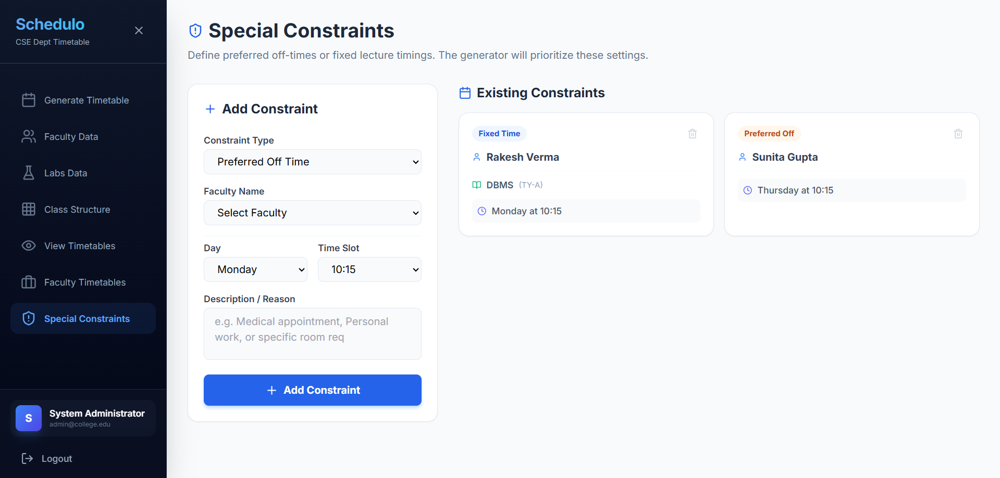 Schedulo
CSE Dept Timetable
Generate Timetable
Faculty Data
Labs Data
Class Structure
View Timetables
Faculty Timetables
Special Constraints
S
System Administrator
admin@college.edu
Logout
Special Constraints
Define preferred off-times or fixed lecture timings. The generator will prioritize these settings.
Add Constraint
Constraint Type
Preferred Off Time
Faculty Name
Select Faculty
Day
Time Slot
Monday
10:15
Description / Reason
e.g. Medical appointment, Personal
work, or specific room req
Add Constraint
Existing Constraints
Fixed Time
Rakesh Verma
DBMS (TY-A)
Monday at 10:15
Preferred Off
Sunita Gupta
Thursday at 10:15